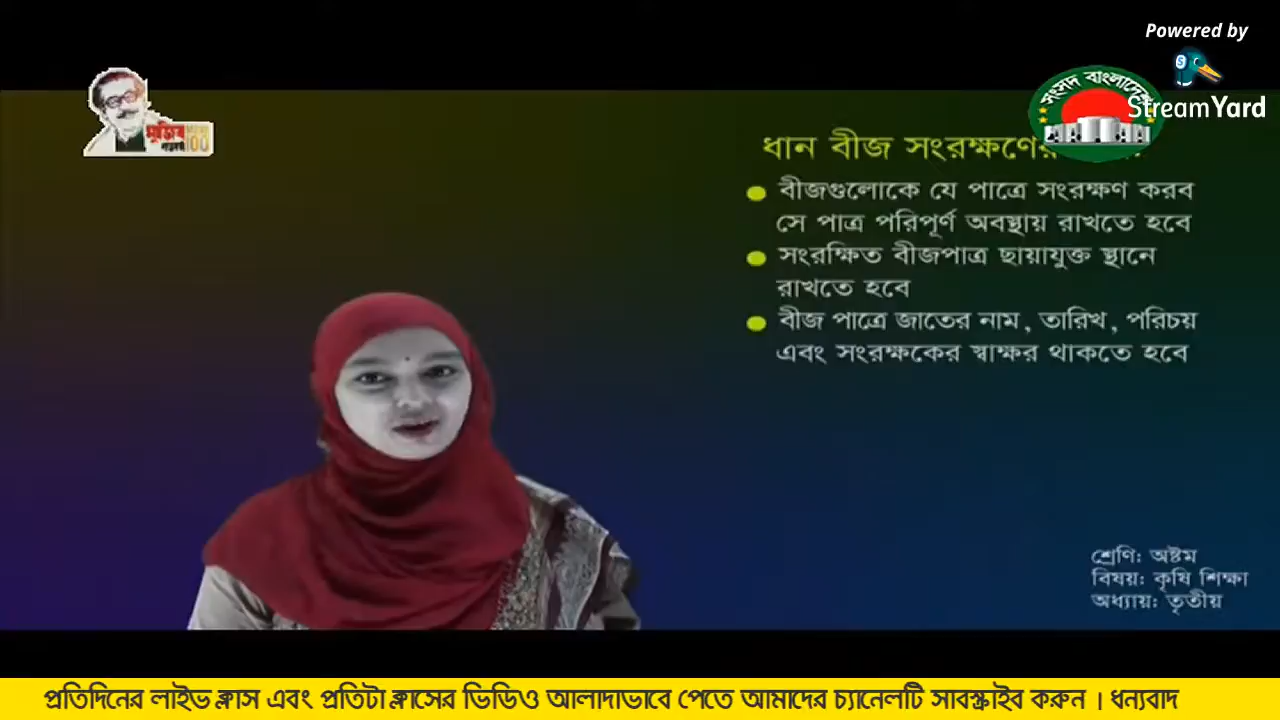 Powered by
StreamYard
সংসদ বাংলাদেশ
100
ধান বীজ সংরক্ষণের
বীজগুলোকে যে পাত্রে সংরক্ষণ করব
সে পাত্র পরিপূর্ণ অবস্থায় রাখতে হবে
সংরক্ষিত বীজপাত্র ছায়াযুক্ত স্থানে
রাখতে হবে
বীজ পাত্রে জাতের নাম, তারিখ, পরিচয়
এবং সংরক্ষকের স্বাক্ষর থাকতে হবে
শ্রেণি: অষ্টম
বিষয়: কৃষি শিক্ষা
অধ্যায়: তৃতীয়
প্রতিদিনের লাইভ ক্লাস এবং প্রতিটা ক্লাসের ভিডিও আলাদাভাবে পেতে আমাদের চ্যানেলটি সাবস্ক্রাইব করুন । ধন্যবাদ